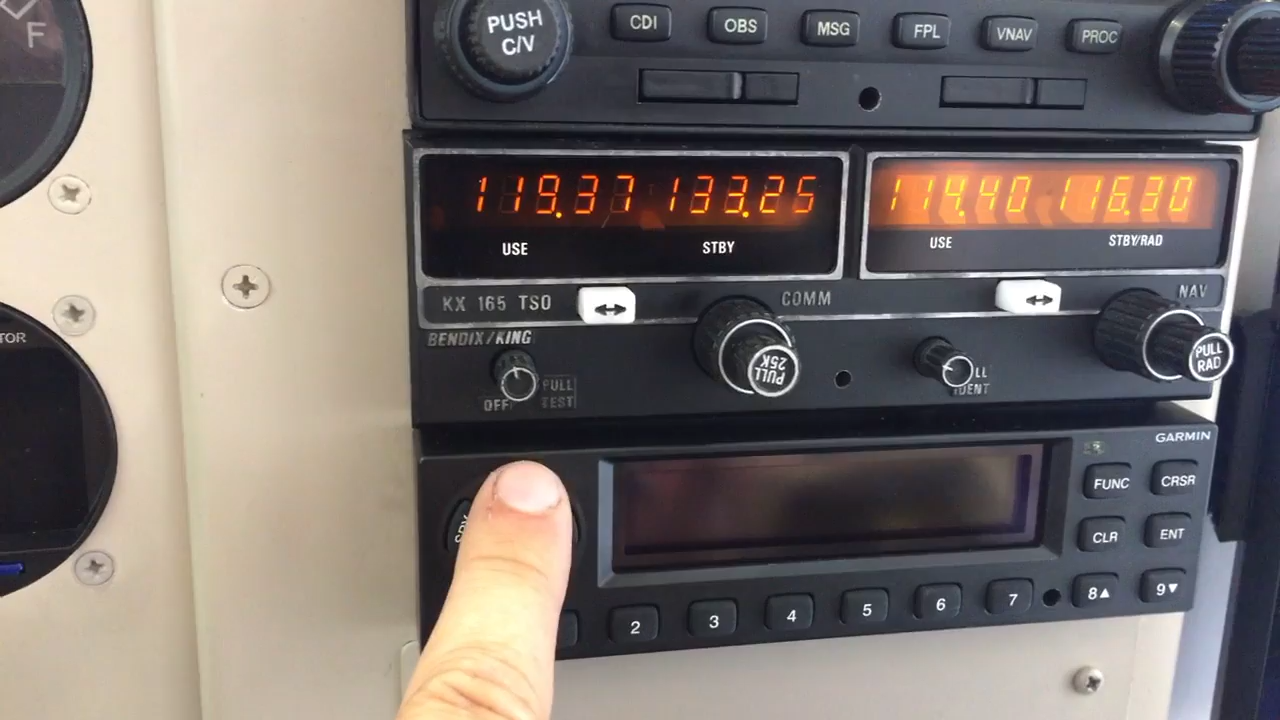 F
PUSH
C/V
CDI
OBS
MSG
FPL
VNAV
PROC
119.37 133.25
USE
STBY
114.40 116.30
USE
STBY/RAD
KX 165 TSO
COMM
NAV
BENDIX/KING
OFF
PULL
TEST
PULL
25K
IDENT
PULL
RAD
TOR
GARMIN
FUNC
CRSR
CLR
ENT
2
3
4
5
6
7
8▲
9▼